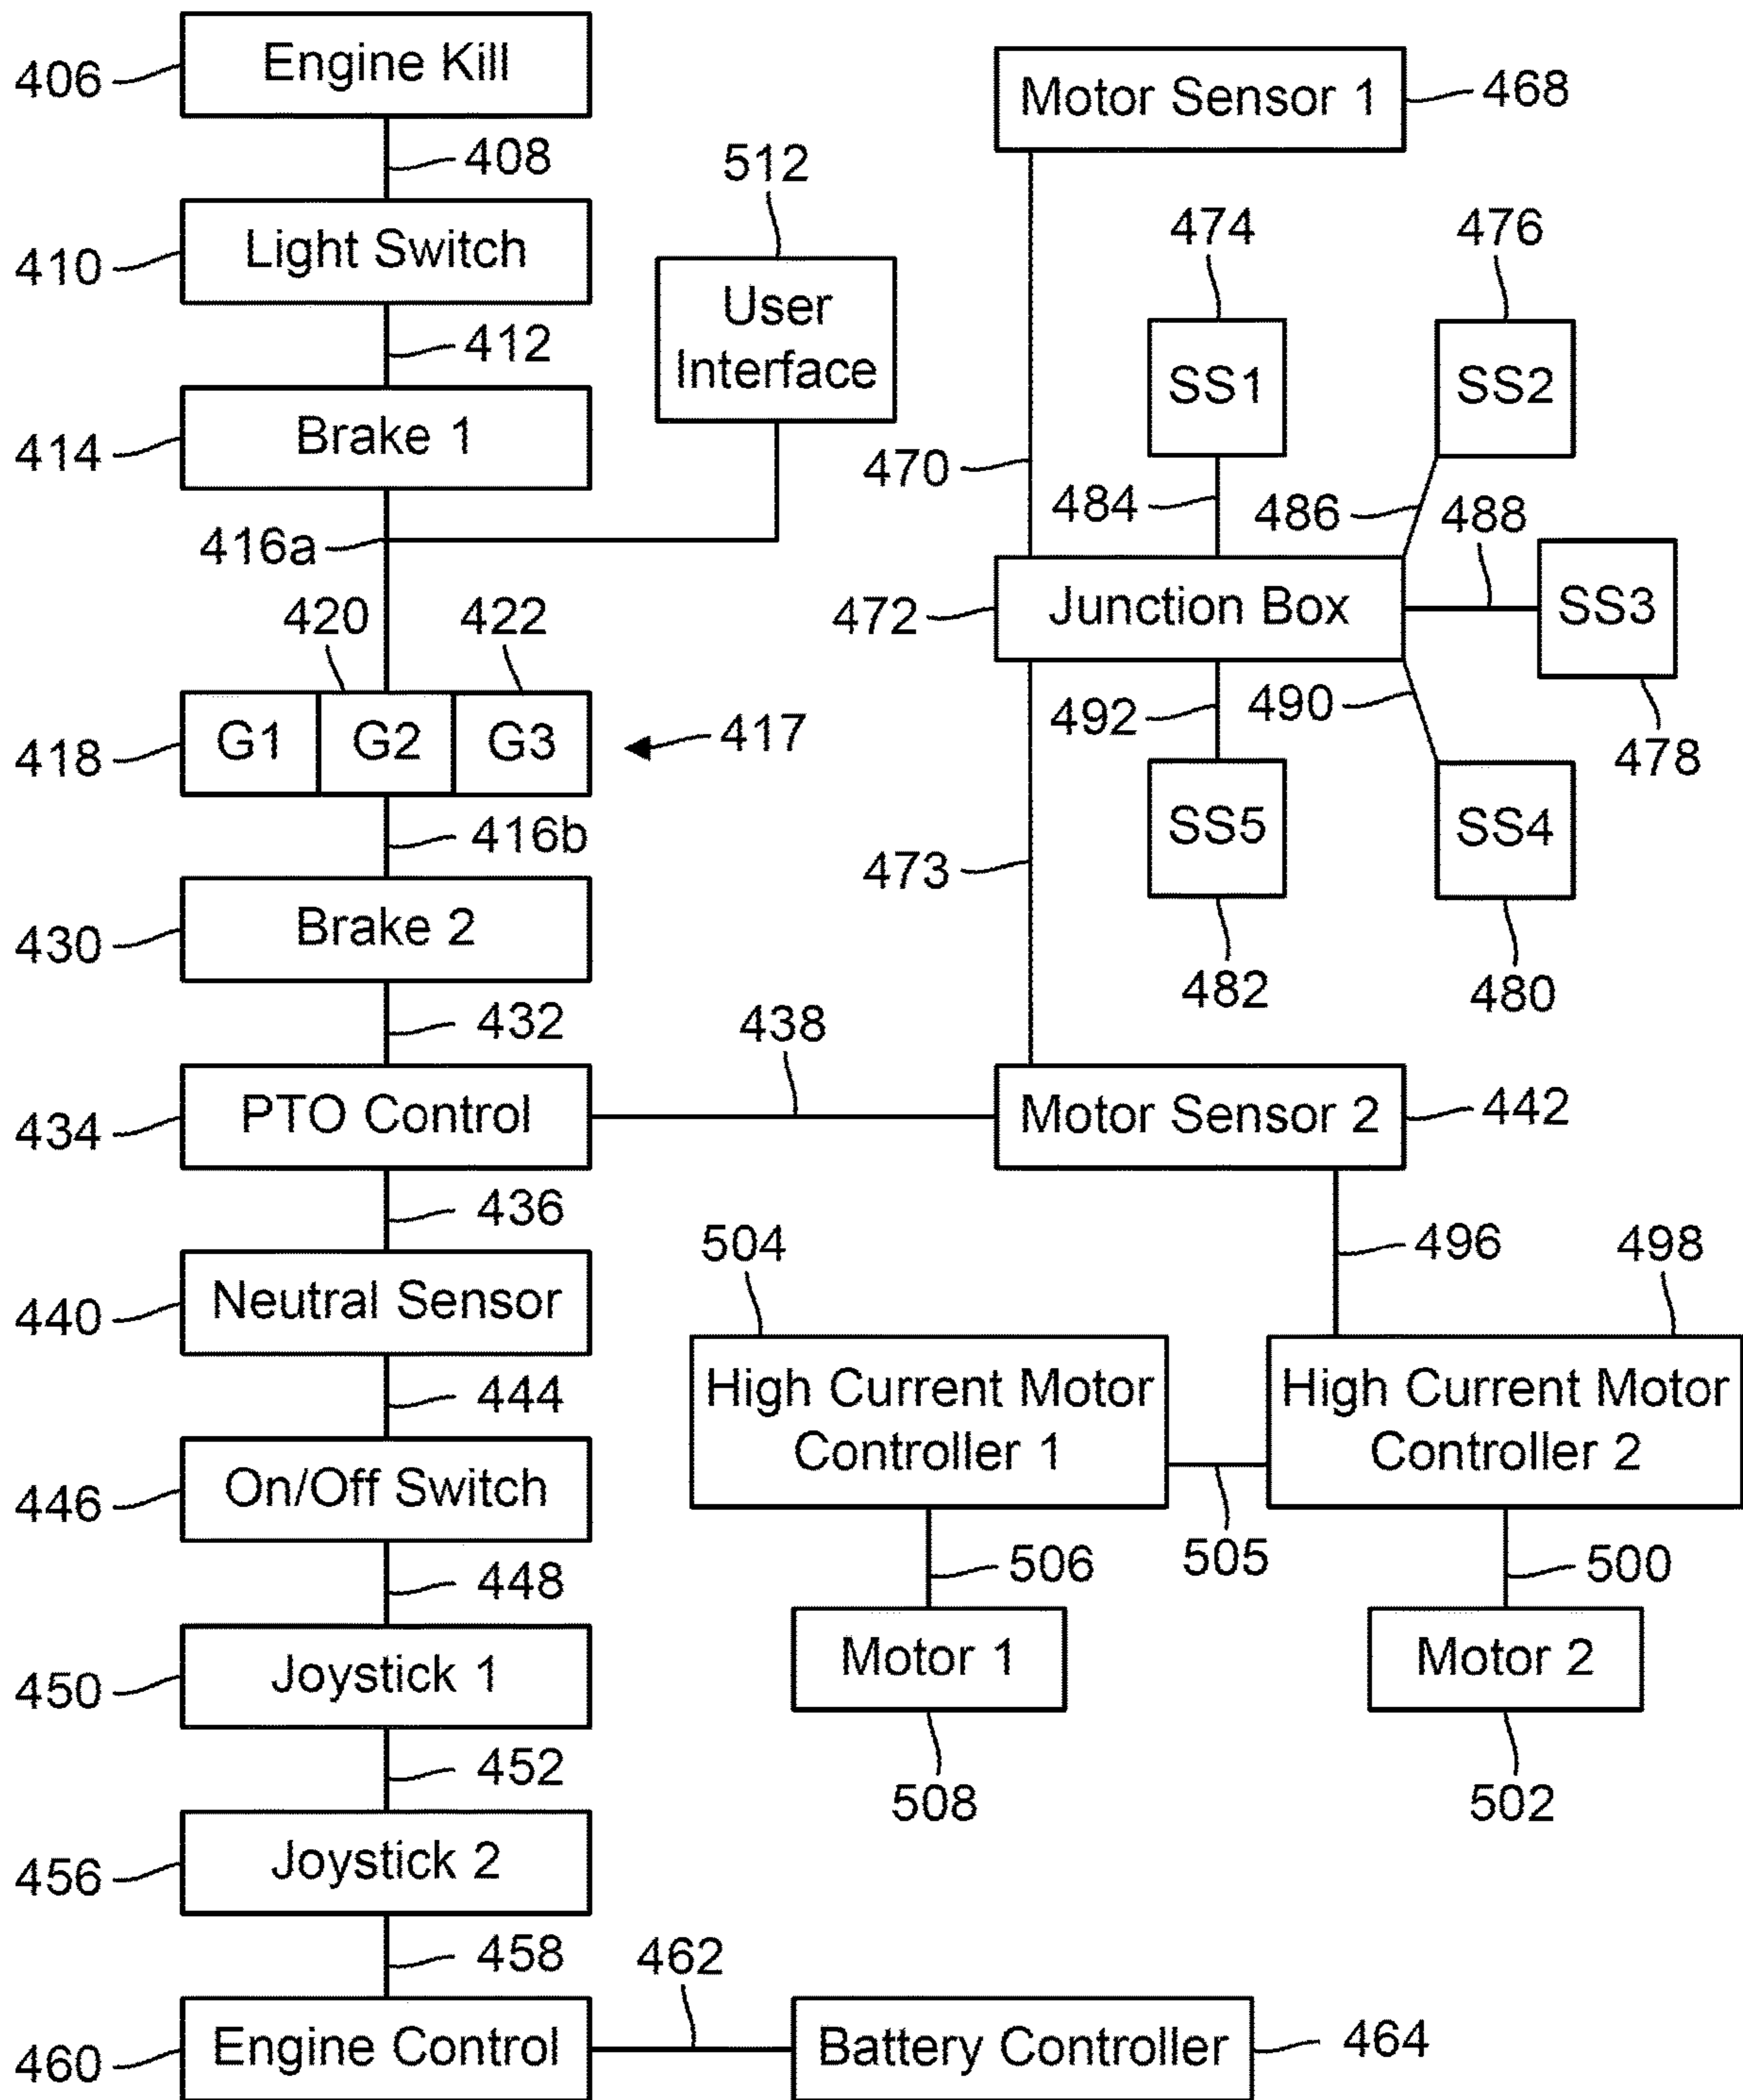 Engine Kill
406
Motor Sensor 1
468
408
512
Light Switch
410
474
476
User
Interface
412
SS1
SS2
Brake 1
414
470
484
486
488
416a
420
422
472
Junction Box
SS3
G1
G2
G3
418
417
492
490
478
416b
SS5
SS4
473
Brake 2
430
482
480
432
438
PTO Control
434
Motor Sensor 2
442
436
504
496
498
Neutral Sensor
440
High Current Motor
Controller 1
High Current Motor
Controller 2
444
On/Off Switch
446
505
506
500
448
Joystick 1
450
Motor 1
Motor 2
452
508
502
Joystick 2
456
458
462
Engine Control
460
Battery Controller
464